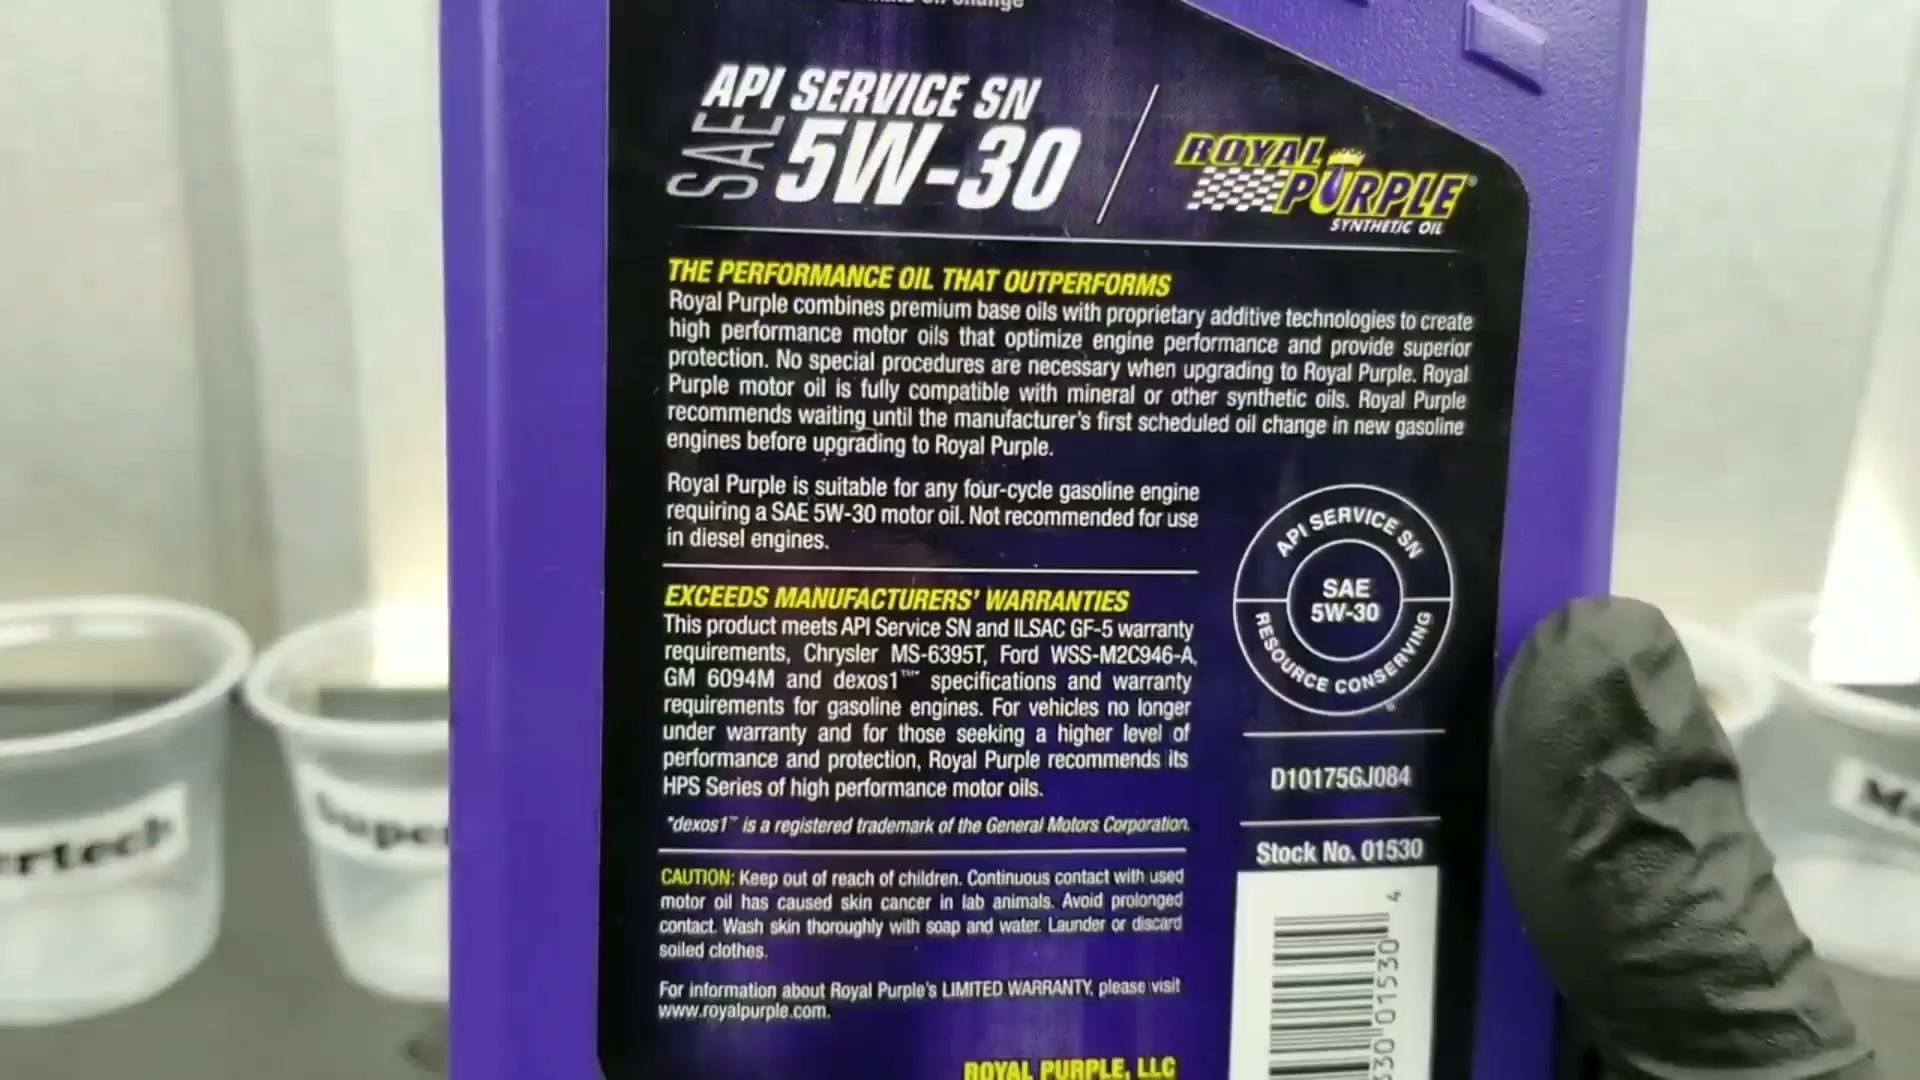 API SERVICE SN
SAE 5W-30
ROYAL PURPLE®
SYNTHETIC OIL
THE PERFORMANCE OIL THAT OUTPERFORMS
Royal Purple combines premium base oils with proprietary additive technologies to create
high performance motor oils that optimize engine performance and provide superior
protection. No special procedures are necessary when upgrading to Royal Purple. Royal
Purple motor oil is fully compatible with mineral or other synthetic oils. Royal Purple
recommends waiting until the manufacturer's first scheduled oil change in new gasoline
engines before upgrading to Royal Purple.
Royal Purple is suitable for any four-cycle gasoline engine
requiring a SAE 5W-30 motor oil. Not recommended for use
in diesel engines.
EXCEEDS MANUFACTURERS' WARRANTIES
This product meets API Service SN and ILSAC GF-5 warranty
requirements, Chrysler MS-6395T, Ford WSS-M2C946-A,
GM 6094M and dexos1™* specifications and warranty
requirements for gasoline engines. For vehicles no longer
under warranty and for those seeking a higher level of
performance and protection, Royal Purple recommends its
HPS Series of high performance motor oils.
*dexos1™ is a registered trademark of the General Motors Corporation.
CAUTION: Keep out of reach of children. Continuous contact with used
motor oil has caused skin cancer in lab animals. Avoid prolonged
contact. Wash skin thoroughly with soap and water. Launder or discard
soiled clothes.
For information about Royal Purple's LIMITED WARRANTY, please visit
www.royalpurple.com.
ROYAL PURPLE, LLC
API SERVICE SN
SAE
5W-30
RESOURCE CONSERVING
D10175GJ084
Stock No. 01530
01530 4